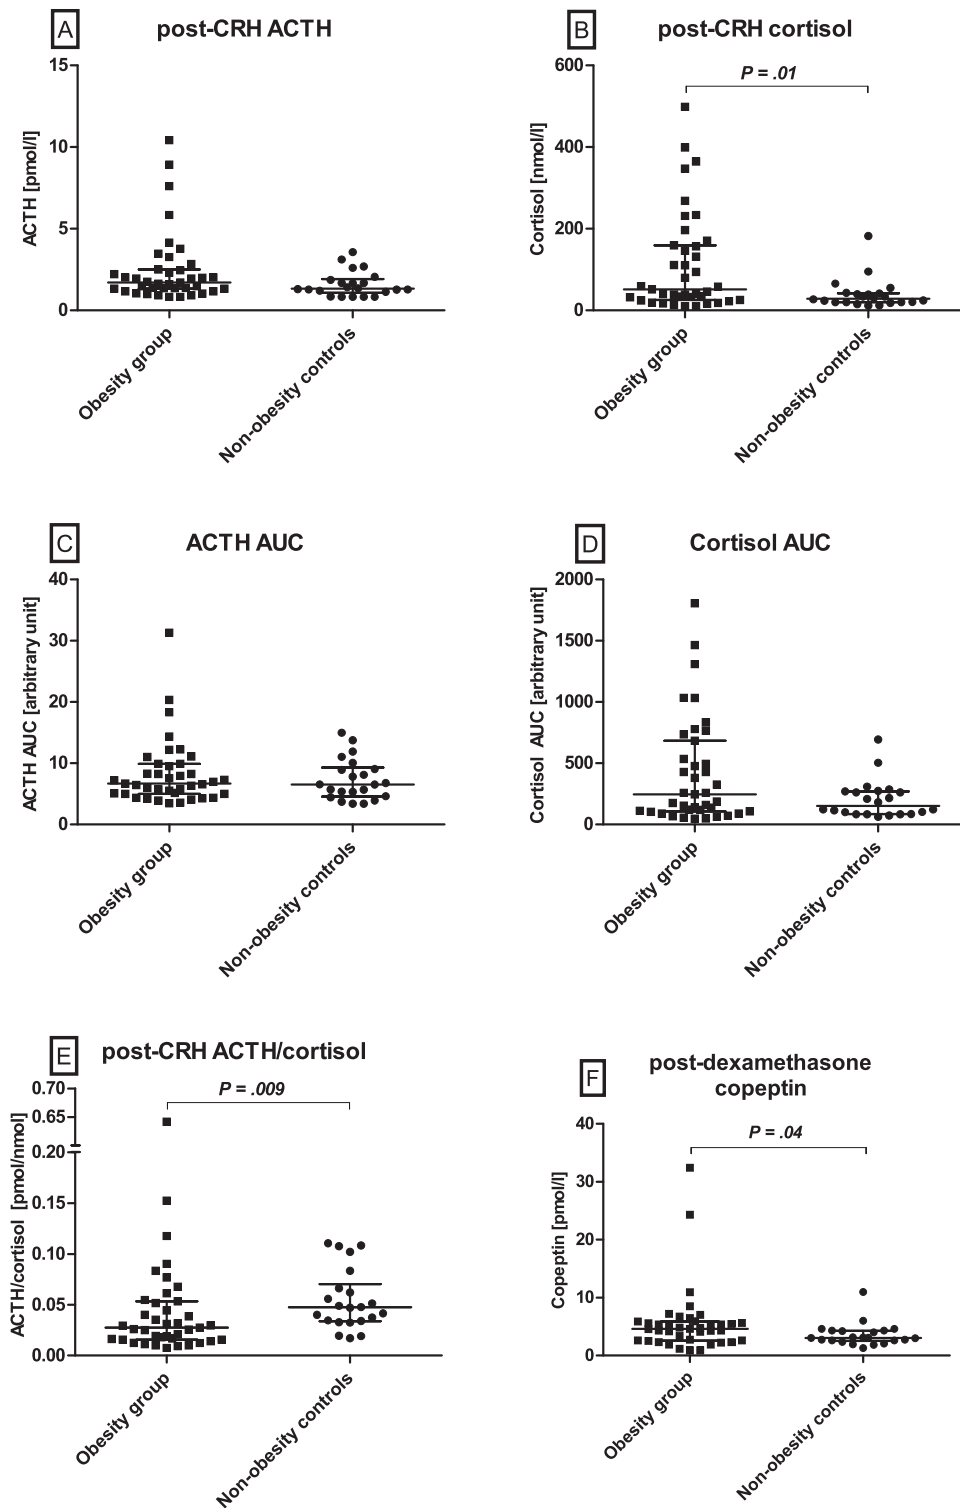 A
post-CRH ACTH
15
10
5
0
ACTH [pmol/l]
Obesity group
Non-obesity controls
B
post-CRH cortisol
P = .01
600
400
200
0
Cortisol [nmol/l]
Obesity group
Non-obesity controls
C
ACTH AUC
40
30
20
10
0
ACTH AUC [arbitrary unit]
Obesity group
Non-obesity controls
D
Cortisol AUC
2000
1500
1000
500
0
Cortisol AUC [arbitrary unit]
Obesity group
Non-obesity controls
E
post-CRH ACTH/cortisol
P = .009
0.70
0.65
0.20
0.15
0.10
0.05
0.00
ACTH/cortisol [pmol/nmol]
Obesity group
Non-obesity controls
F
post-dexamethasone
copeptin
P = .04
40
30
20
10
0
Copeptin [pmol/l]
Obesity group
Non-obesity controls